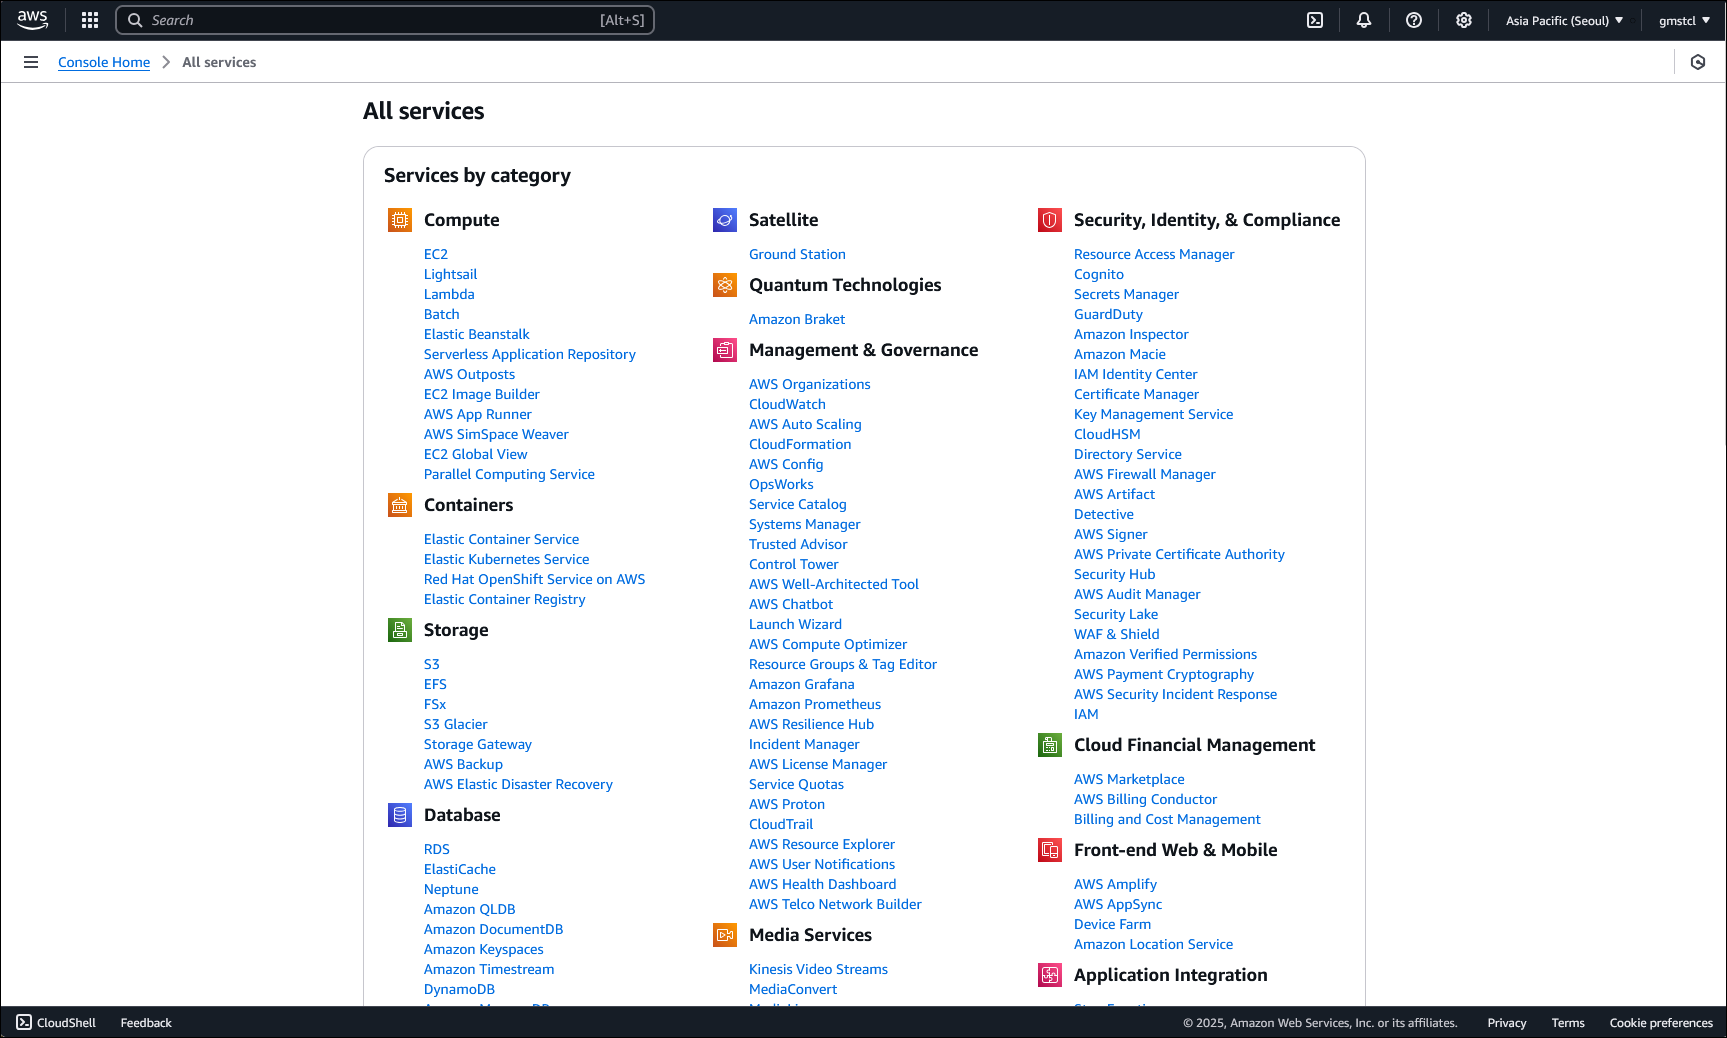 aws
Search [Alt+S]
Asia Pacific (Seoul)
gmstcl
Console Home
All services
All services
Services by category
Compute
EC2
Lightsail
Lambda
Batch
Elastic Beanstalk
Serverless Application Repository
AWS Outposts
EC2 Image Builder
AWS App Runner
AWS SimSpace Weaver
EC2 Global View
Parallel Computing Service
Containers
Elastic Container Service
Elastic Kubernetes Service
Red Hat OpenShift Service on AWS
Elastic Container Registry
Storage
S3
EFS
FSx
S3 Glacier
Storage Gateway
AWS Backup
AWS Elastic Disaster Recovery
Database
RDS
ElastiCache
Neptune
Amazon QLDB
Amazon DocumentDB
Amazon Keyspaces
Amazon Timestream
DynamoDB
Satellite
Ground Station
Quantum Technologies
Amazon Braket
Management & Governance
AWS Organizations
CloudWatch
AWS Auto Scaling
CloudFormation
AWS Config
OpsWorks
Service Catalog
Systems Manager
Trusted Advisor
Control Tower
AWS Well-Architected Tool
AWS Chatbot
Launch Wizard
AWS Compute Optimizer
Resource Groups & Tag Editor
Amazon Grafana
Amazon Prometheus
AWS Resilience Hub
Incident Manager
AWS License Manager
Service Quotas
AWS Proton
CloudTrail
AWS Resource Explorer
AWS User Notifications
AWS Health Dashboard
AWS Telco Network Builder
Media Services
Kinesis Video Streams
MediaConvert
Security, Identity, & Compliance
Resource Access Manager
Cognito
Secrets Manager
GuardDuty
Amazon Inspector
Amazon Macie
IAM Identity Center
Certificate Manager
Key Management Service
CloudHSM
Directory Service
AWS Firewall Manager
AWS Artifact
Detective
AWS Signer
AWS Private Certificate Authority
Security Hub
AWS Audit Manager
Security Lake
WAF & Shield
Amazon Verified Permissions
AWS Payment Cryptography
AWS Security Incident Response
IAM
Cloud Financial Management
AWS Marketplace
AWS Billing Conductor
Billing and Cost Management
Front-end Web & Mobile
AWS Amplify
AWS AppSync
Device Farm
Amazon Location Service
Application Integration
CloudShell
Feedback
© 2025, Amazon Web Services, Inc. or its affiliates.
Privacy
Terms
Cookie preferences